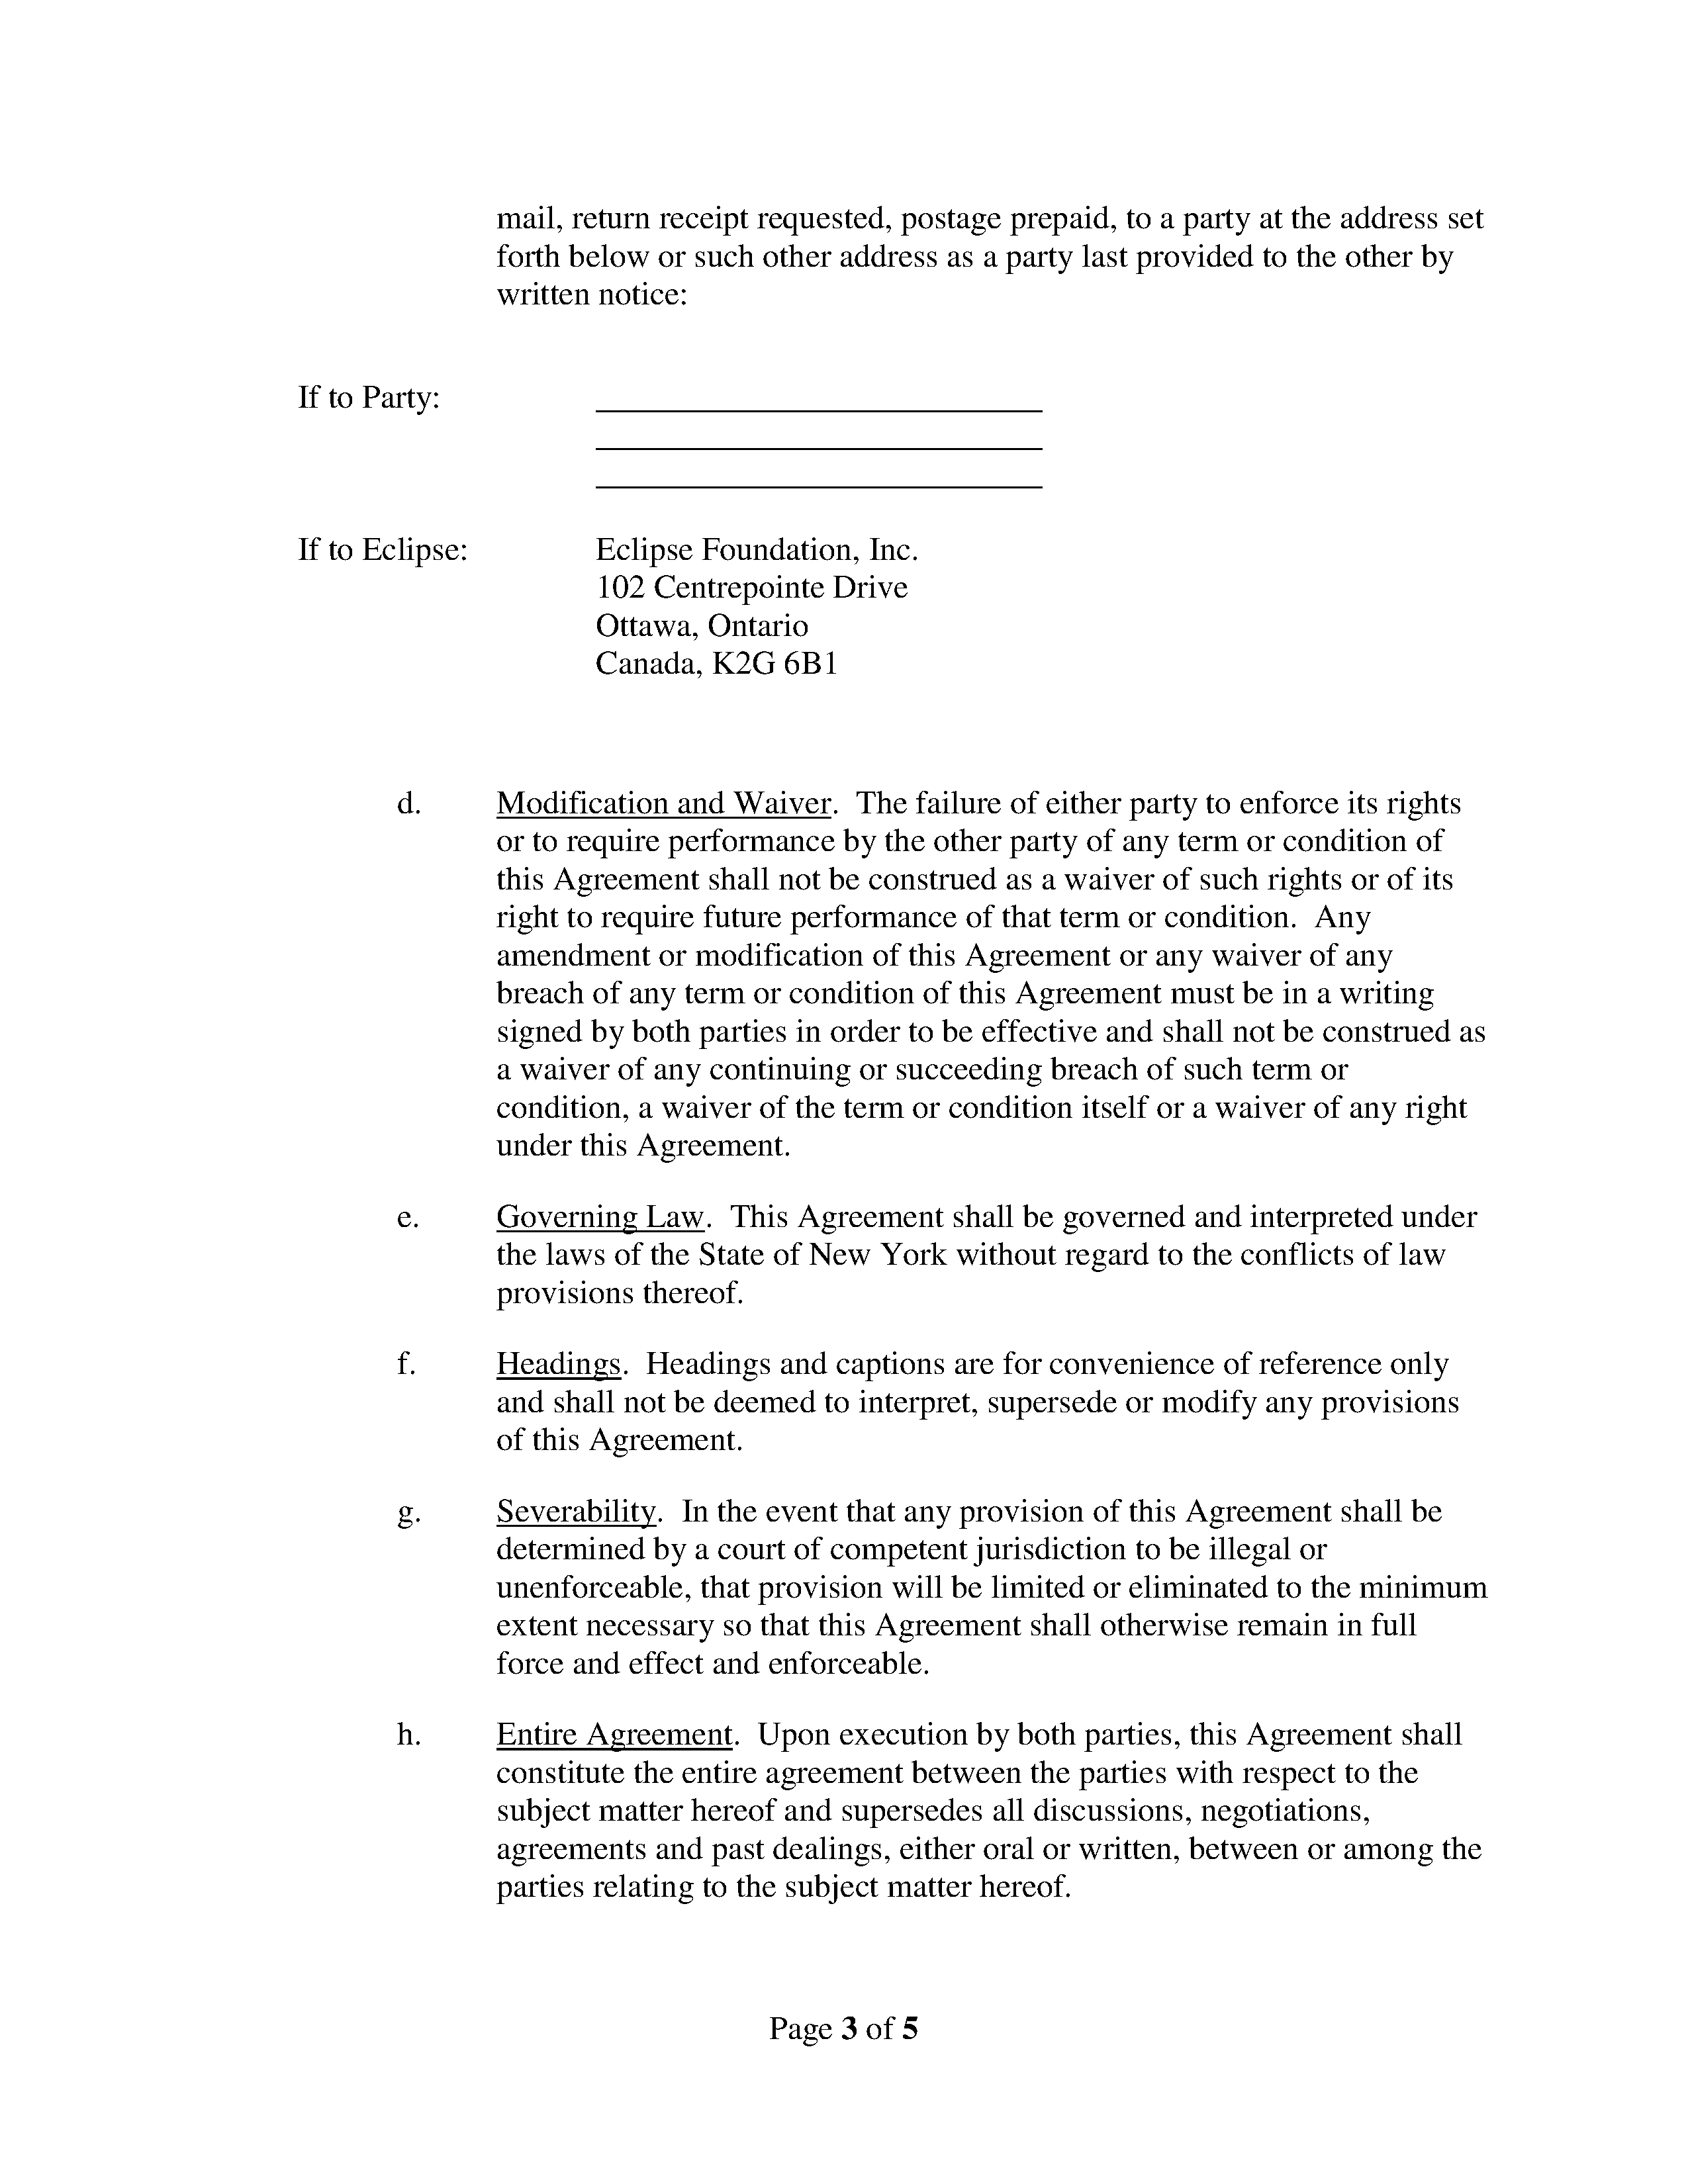 mail, return receipt requested, postage prepaid, to a party at the address set
forth below or such other address as a party last provided to the other by
written notice:
If to Party:
If to Eclipse: Eclipse Foundation, Inc.
102 Centrepointe Drive
Ottawa, Ontario
Canada, K2G 6B1
d. Modification and Waiver. The failure of either party to enforce its rights
or to require performance by the other party of any term or condition of
this Agreement shall not be construed as a waiver of such rights or of its
right to require future performance of that term or condition. Any
amendment or modification of this Agreement or any waiver of any
breach of any term or condition of this Agreement must be in a writing
signed by both parties in order to be effective and shall not be construed as
a waiver of any continuing or succeeding breach of such term or
condition, a waiver of the term or condition itself or a waiver of any right
under this Agreement.
e. Governing Law. This Agreement shall be governed and interpreted under
the laws of the State of New York without regard to the conflicts of law
provisions thereof.
f. Headings. Headings and captions are for convenience of reference only
and shall not be deemed to interpret, supersede or modify any provisions
of this Agreement.
g. Severability. In the event that any provision of this Agreement shall be
determined by a court of competent jurisdiction to be illegal or
unenforceable, that provision will be limited or eliminated to the minimum
extent necessary so that this Agreement shall otherwise remain in full
force and effect and enforceable.
h. Entire Agreement. Upon execution by both parties, this Agreement shall
constitute the entire agreement between the parties with respect to the
subject matter hereof and supersedes all discussions, negotiations,
agreements and past dealings, either oral or written, between or among the
parties relating to the subject matter hereof.
Page 3 of 5